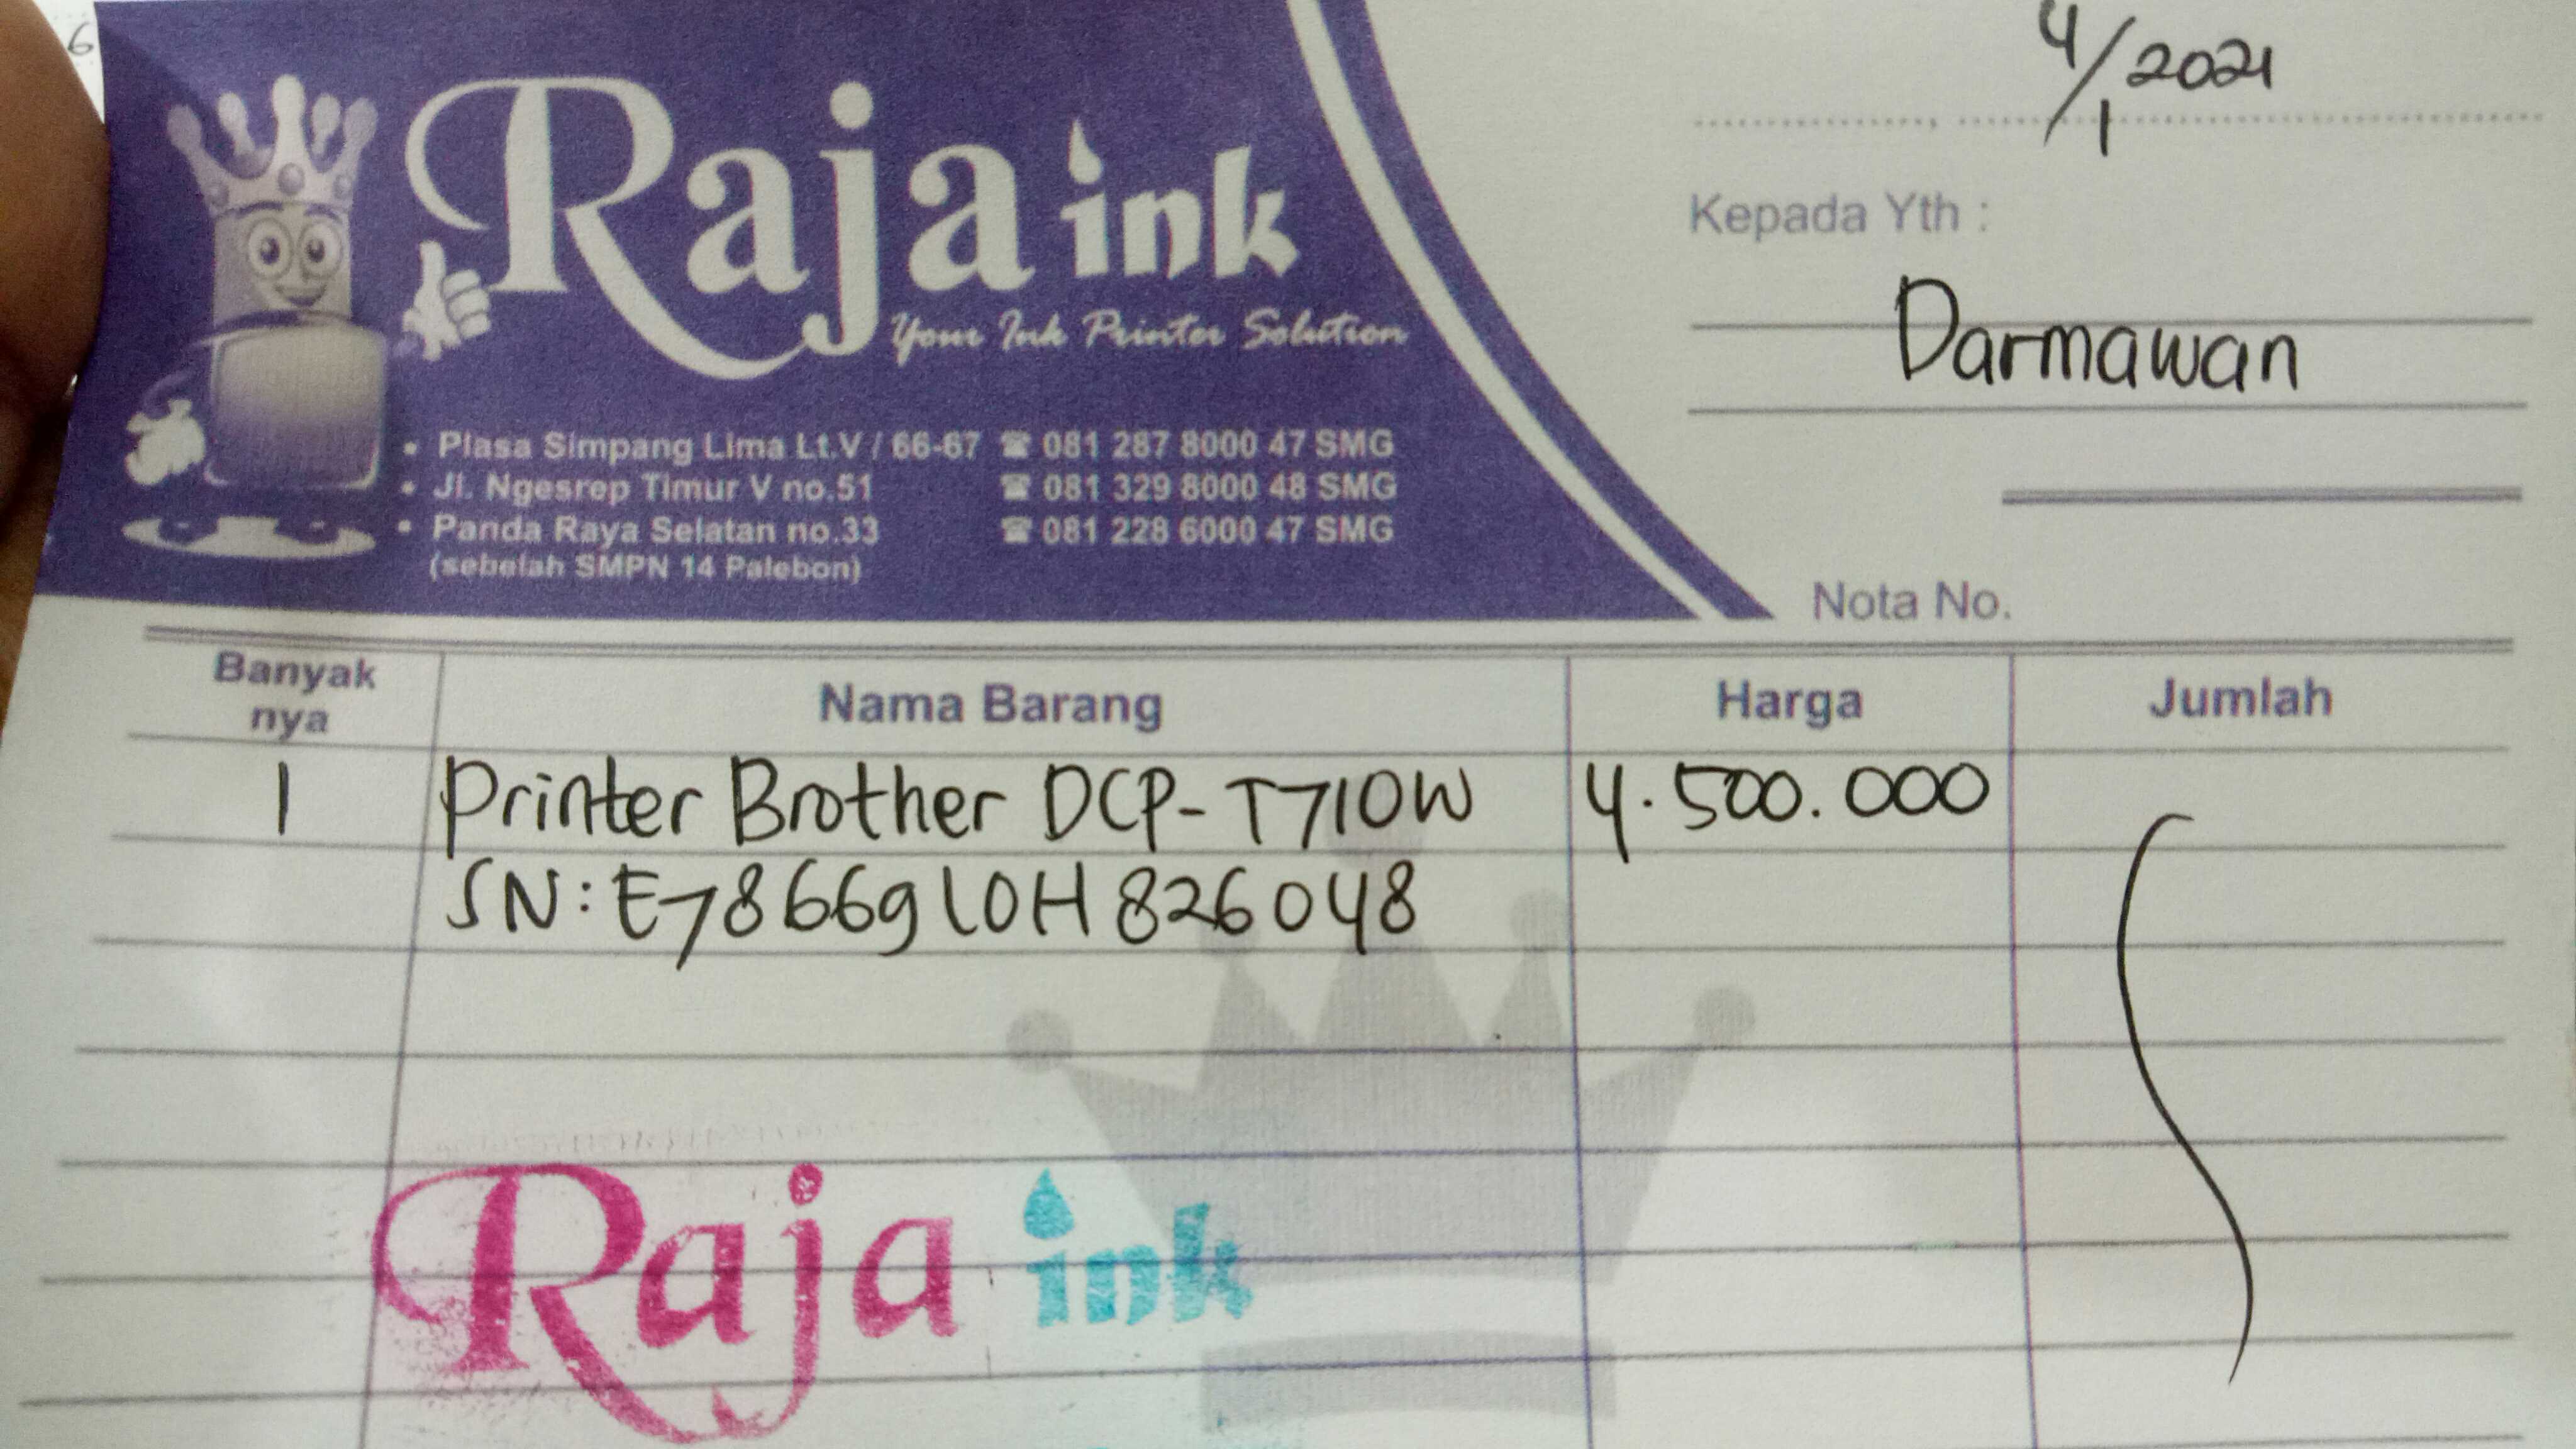 6
Raja ink
Your Ink Printer Solution
• Plasa Simpang Lima Lt.V / 66-67 ☎ 081 287 8000 47 SMG
• Jl. Ngesrep Timur V no.51 ☎ 081 329 8000 48 SMG
• Panda Raya Selatan no.33 ☎ 081 228 6000 47 SMG
(sebelah SMPN 14 Palebon)
4/1 2021
Kepada Yth :
Darmawan
Nota No.
Banyak nya Nama Barang Harga Jumlah
1 Printer Brother DCP-T710W 4.500.000
SN:E78669L0H826048
Raja ink